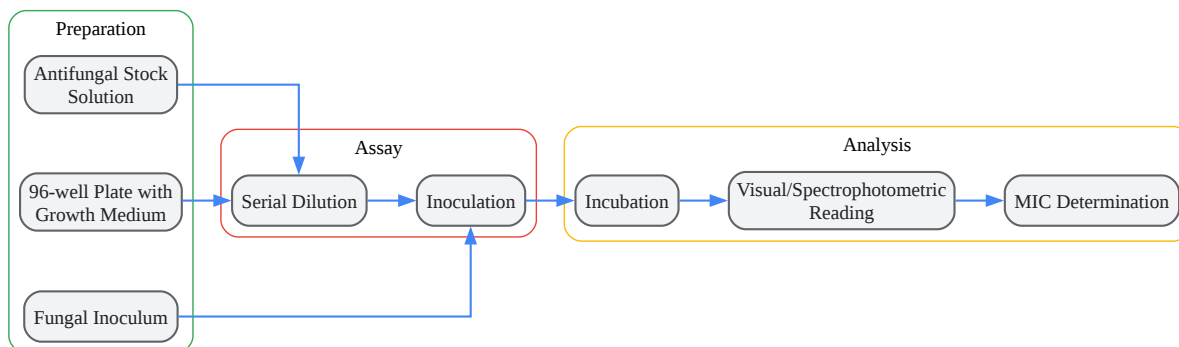 Preparation
Antifungal Stock
Solution
96-well Plate with
Growth Medium
Fungal Inoculum
Assay
Serial Dilution
Inoculation
Analysis
Incubation
Visual/Spectrophotometric
Reading
MIC Determination